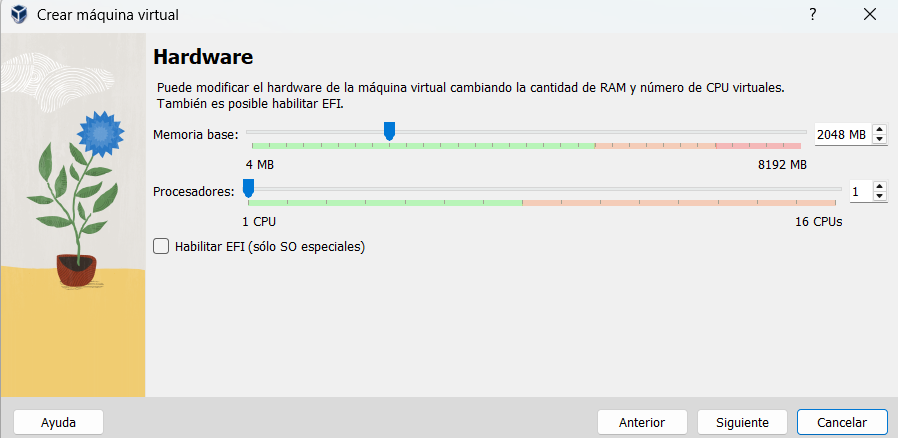 Crear máquina virtual
?
Hardware
Puede modificar el hardware de la máquina virtual cambiando la cantidad de RAM y número de CPU virtuales.
También es posible habilitar EFI.
Memoria base:
2048 MB
4 MB
8192 MB
Procesadores:
1
1 CPU
16 CPUs
Habilitar EFI (sólo SO especiales)
Ayuda
Anterior
Siguiente
Cancelar